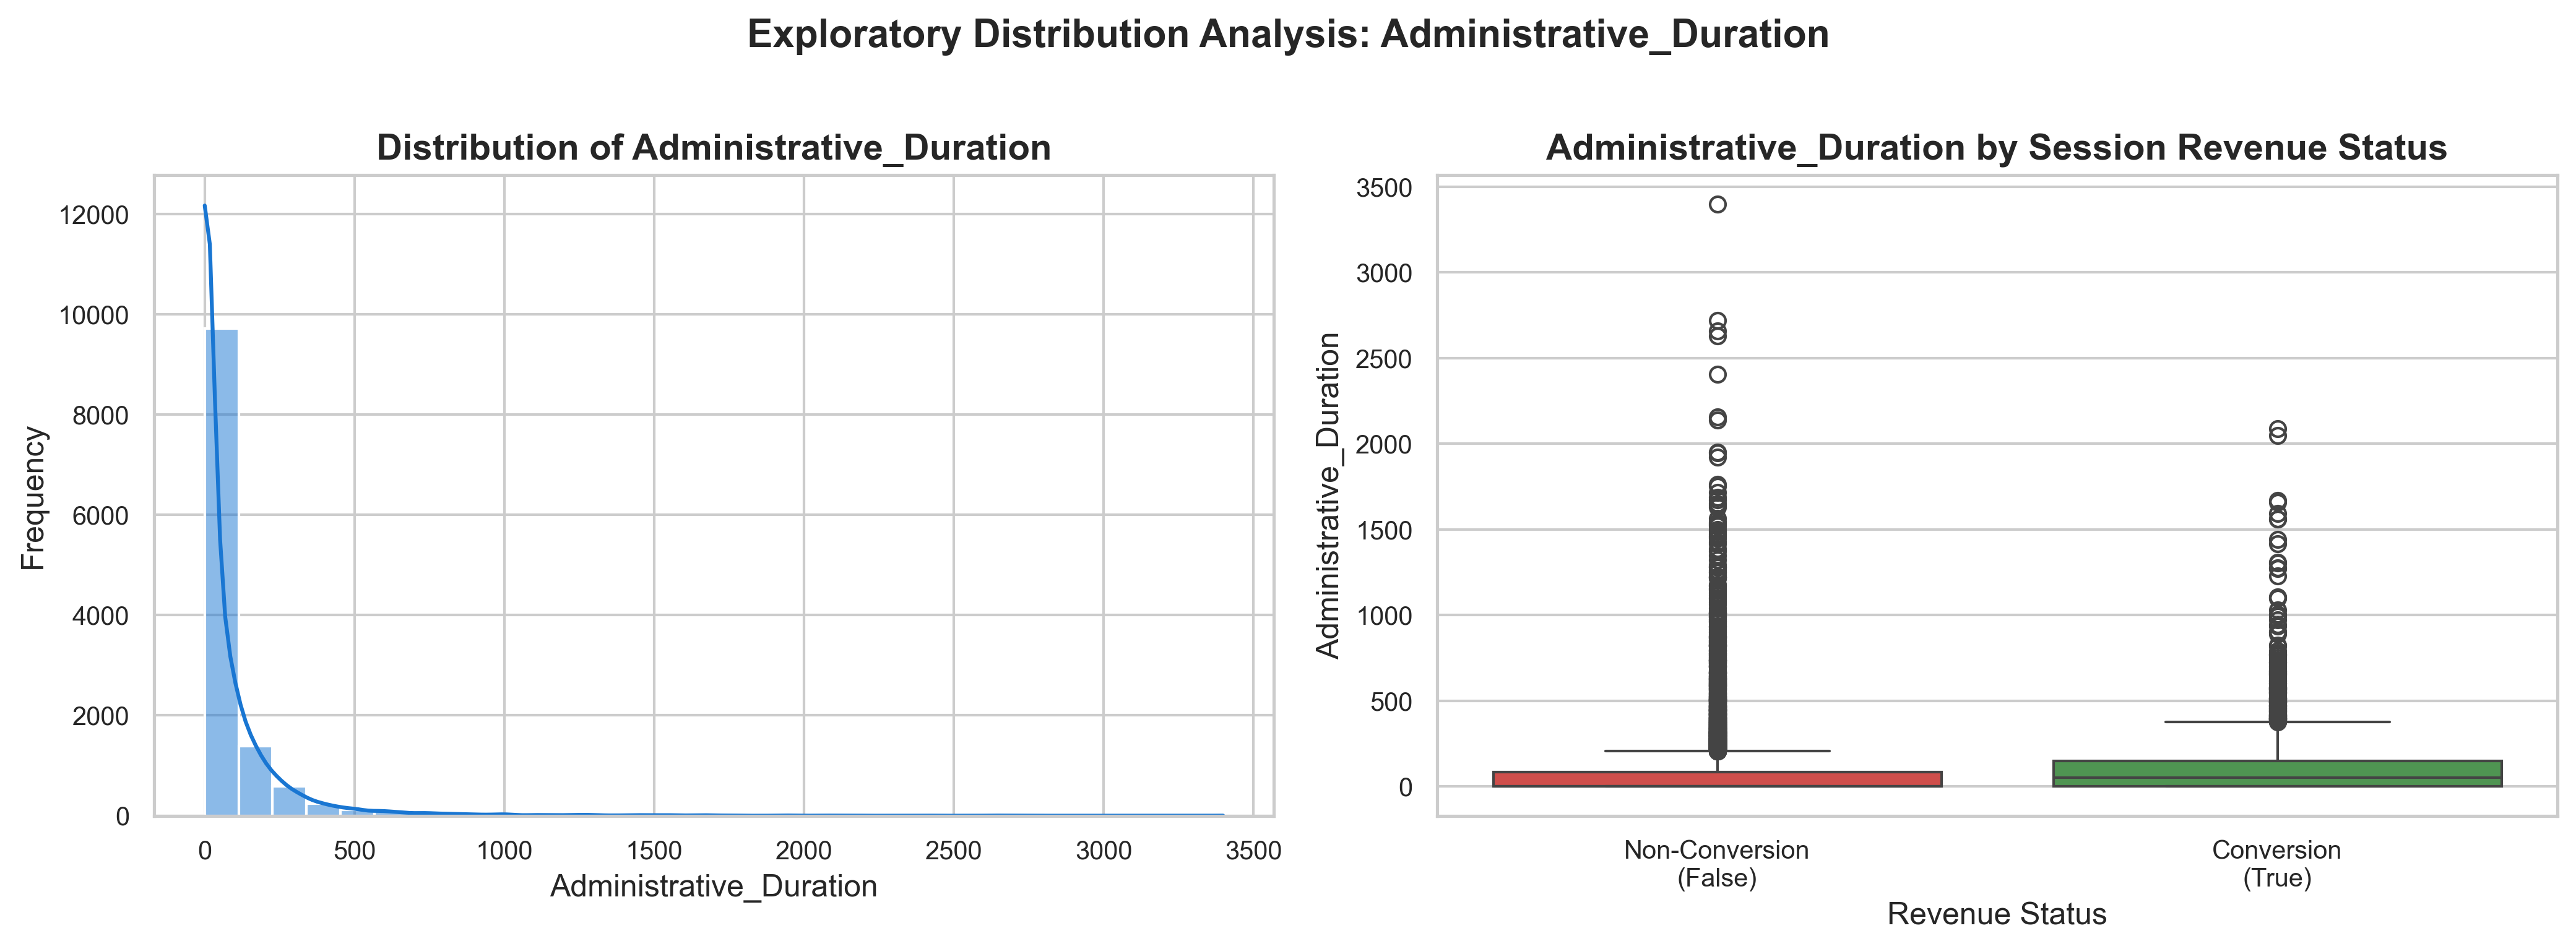 Exploratory Distribution Analysis: Administrative_Duration
Distribution of Administrative_Duration
12000
10000
8000
6000
4000
2000
0
Frequency
0 500 1000 1500 2000 2500 3000 3500
Administrative_Duration
Administrative_Duration by Session Revenue Status
3500
3000
2500
2000
1500
1000
500
0
Administrative_Duration
Non-Conversion
(False)
Conversion
(True)
Revenue Status